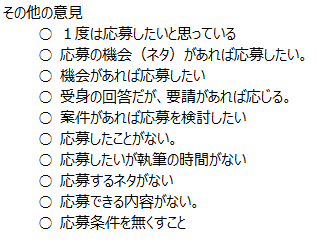 その他の意見
○ １度は応募したいと思っている
○ 応募の機会（ネタ）があれば応募したい。
○ 機会があれば応募したい
○ 受身の回答だが、要請があれば応じる。
○ 案件があれば応募を検討したい
○ 応募したことがない。
○ 応募したいが執筆の時間がない
○ 応募するネタがない
○ 応募できる内容がない。
○ 応募条件を無くすこと